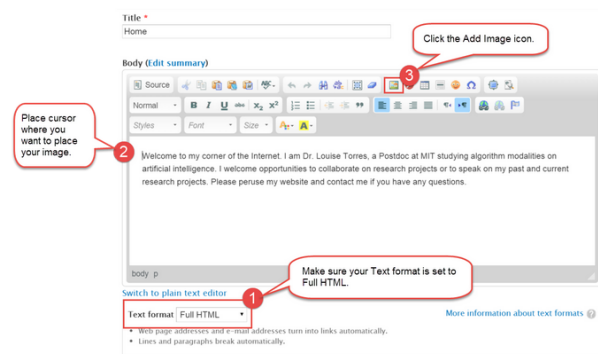 Title *
Home
Click the Add Image icon.
Body (Edit summary)
3
Source
Normal
B I U abc x₂ x²
Styles
Font
Size
A
A
Place cursor
where you
want to place
your image.
2
Welcome to my corner of the Internet. I am Dr. Louise Torres, a Postdoc at MIT studying algorithm modalities on
artificial intelligence. I welcome opportunities to collaborate on research projects or to speak on my past and current
research projects. Please peruse my website and contact me if you have any questions.
body p
Make sure your Text format is set to
Full HTML.
Switch to plain text editor
1
Text format Full HTML
More information about text formats ?
Web page addresses and e-mail addresses turn into links automatically.
Lines and paragraphs break automatically.